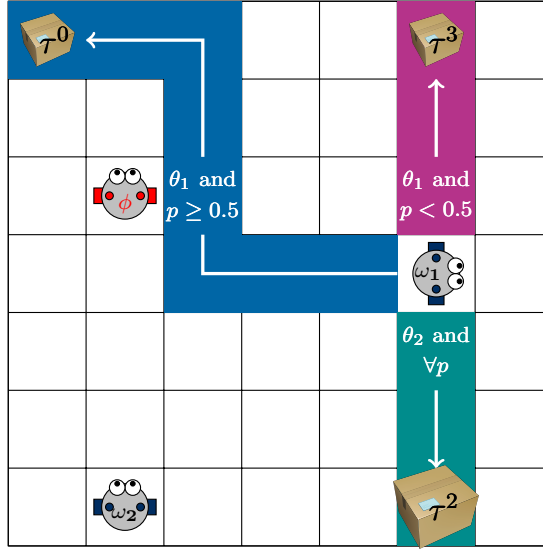 τ⁰
τ³
θ₁ and
p ≥ 0.5
θ₁ and
p < 0.5
ϕ
ω₁
θ₂ and
∀p
ω₂
τ²